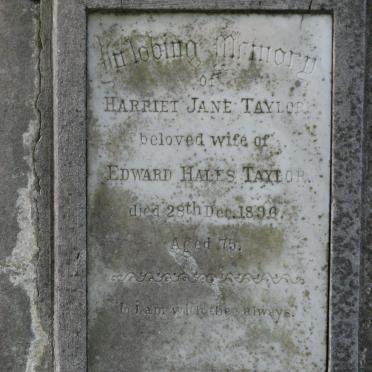 In loving Memory
of
HARRIET JANE TAYLOR
beloved wife of
EDWARD HALES TAYLOR
died 28th Dec. 1896
Aged 75.
I am with thee always.